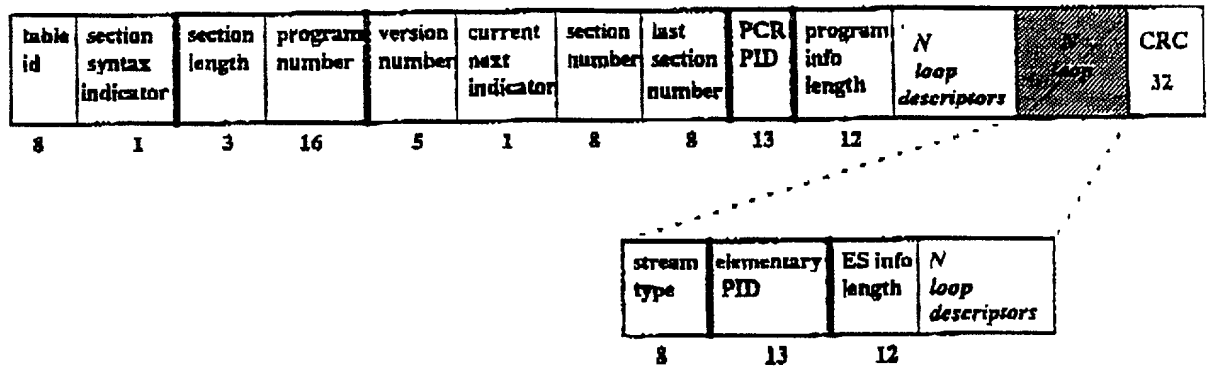 table id
section syntax indicator
section length
program number
version number
current next indicator
section number
last section number
PCR PID
program info length
N loop descriptors
N loop
CRC 32
8 1 3 16 5 1 8 8 13 12
stream type
elementary PID
ES info length
N loop descriptors
8 13 12